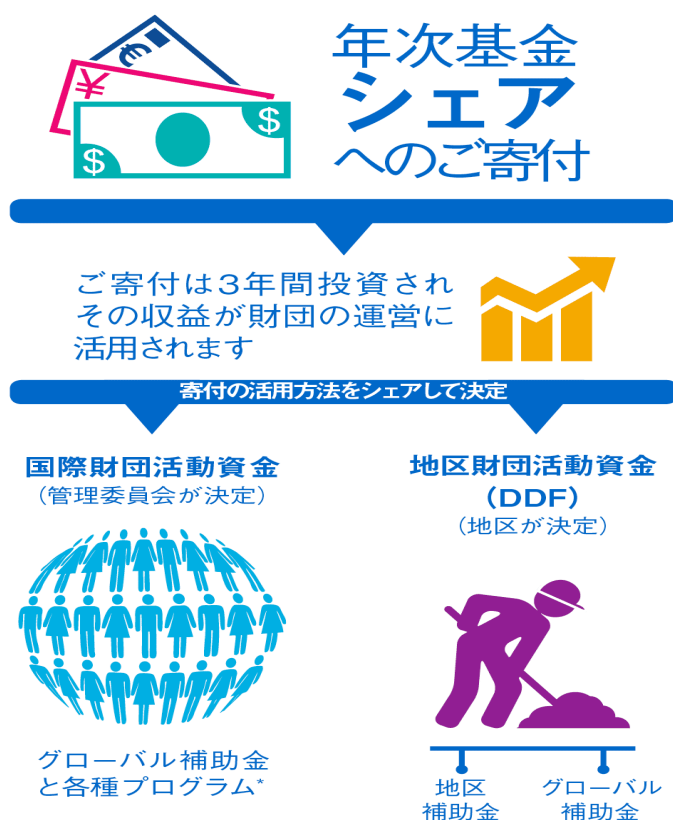 €
¥
$
$
年次基金
シェア
へのご寄付
ご寄付は3年間投資され
その収益が財団の運営に
活用されます
寄付の活用方法をシェアして決定
国際財団活動資金
（管理委員会が決定）
グローバル補助金
と各種プログラム*
地区財団活動資金
（DDF）
（地区が決定）
地区
補助金
グローバル
補助金